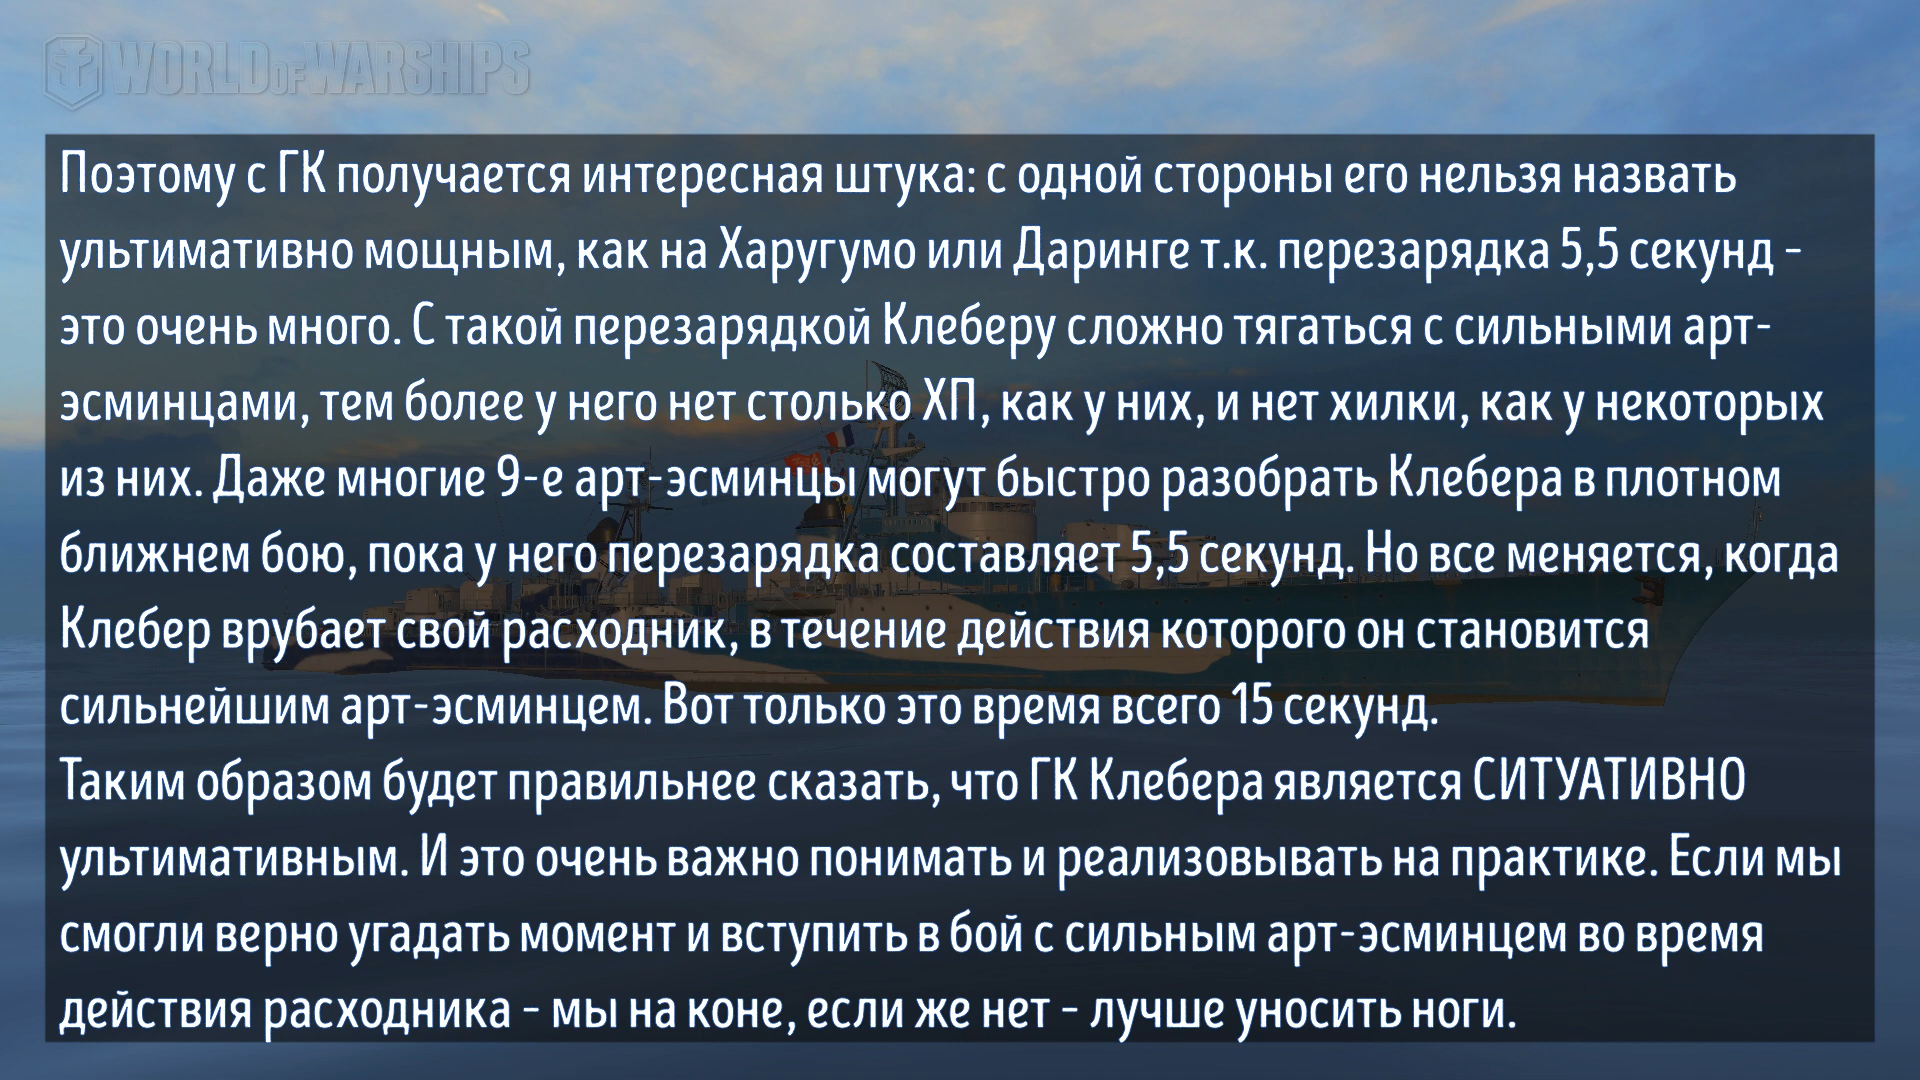 WORLD OF WARSHIPS
Поэтому с ГК получается интересная штука: с одной стороны его нельзя назвать
ультимативно мощным, как на Харугумо или Даринге т.к. перезарядка 5,5 секунд -
это очень много. С такой перезарядкой Клеберу сложно тягаться с сильными арт-
эсминцами, тем более у него нет столько ХП, как у них, и нет хилки, как у некоторых
из них. Даже многие 9-е арт-эсминцы могут быстро разобрать Клебера в плотном
ближнем бою, пока у него перезарядка составляет 5,5 секунд. Но все меняется, когда
Клебер врубает свой расходник, в течение действия которого он становится
сильнейшим арт-эсминцем. Вот только это время всего 15 секунд.
Таким образом будет правильнее сказать, что ГК Клебера является СИТУАТИВНО
ультимативным. И это очень важно понимать и реализовывать на практике. Если мы
смогли верно угадать момент и вступить в бой с сильным арт-эсминцем во время
действия расходника - мы на коне, если же нет - лучше уносить ноги.